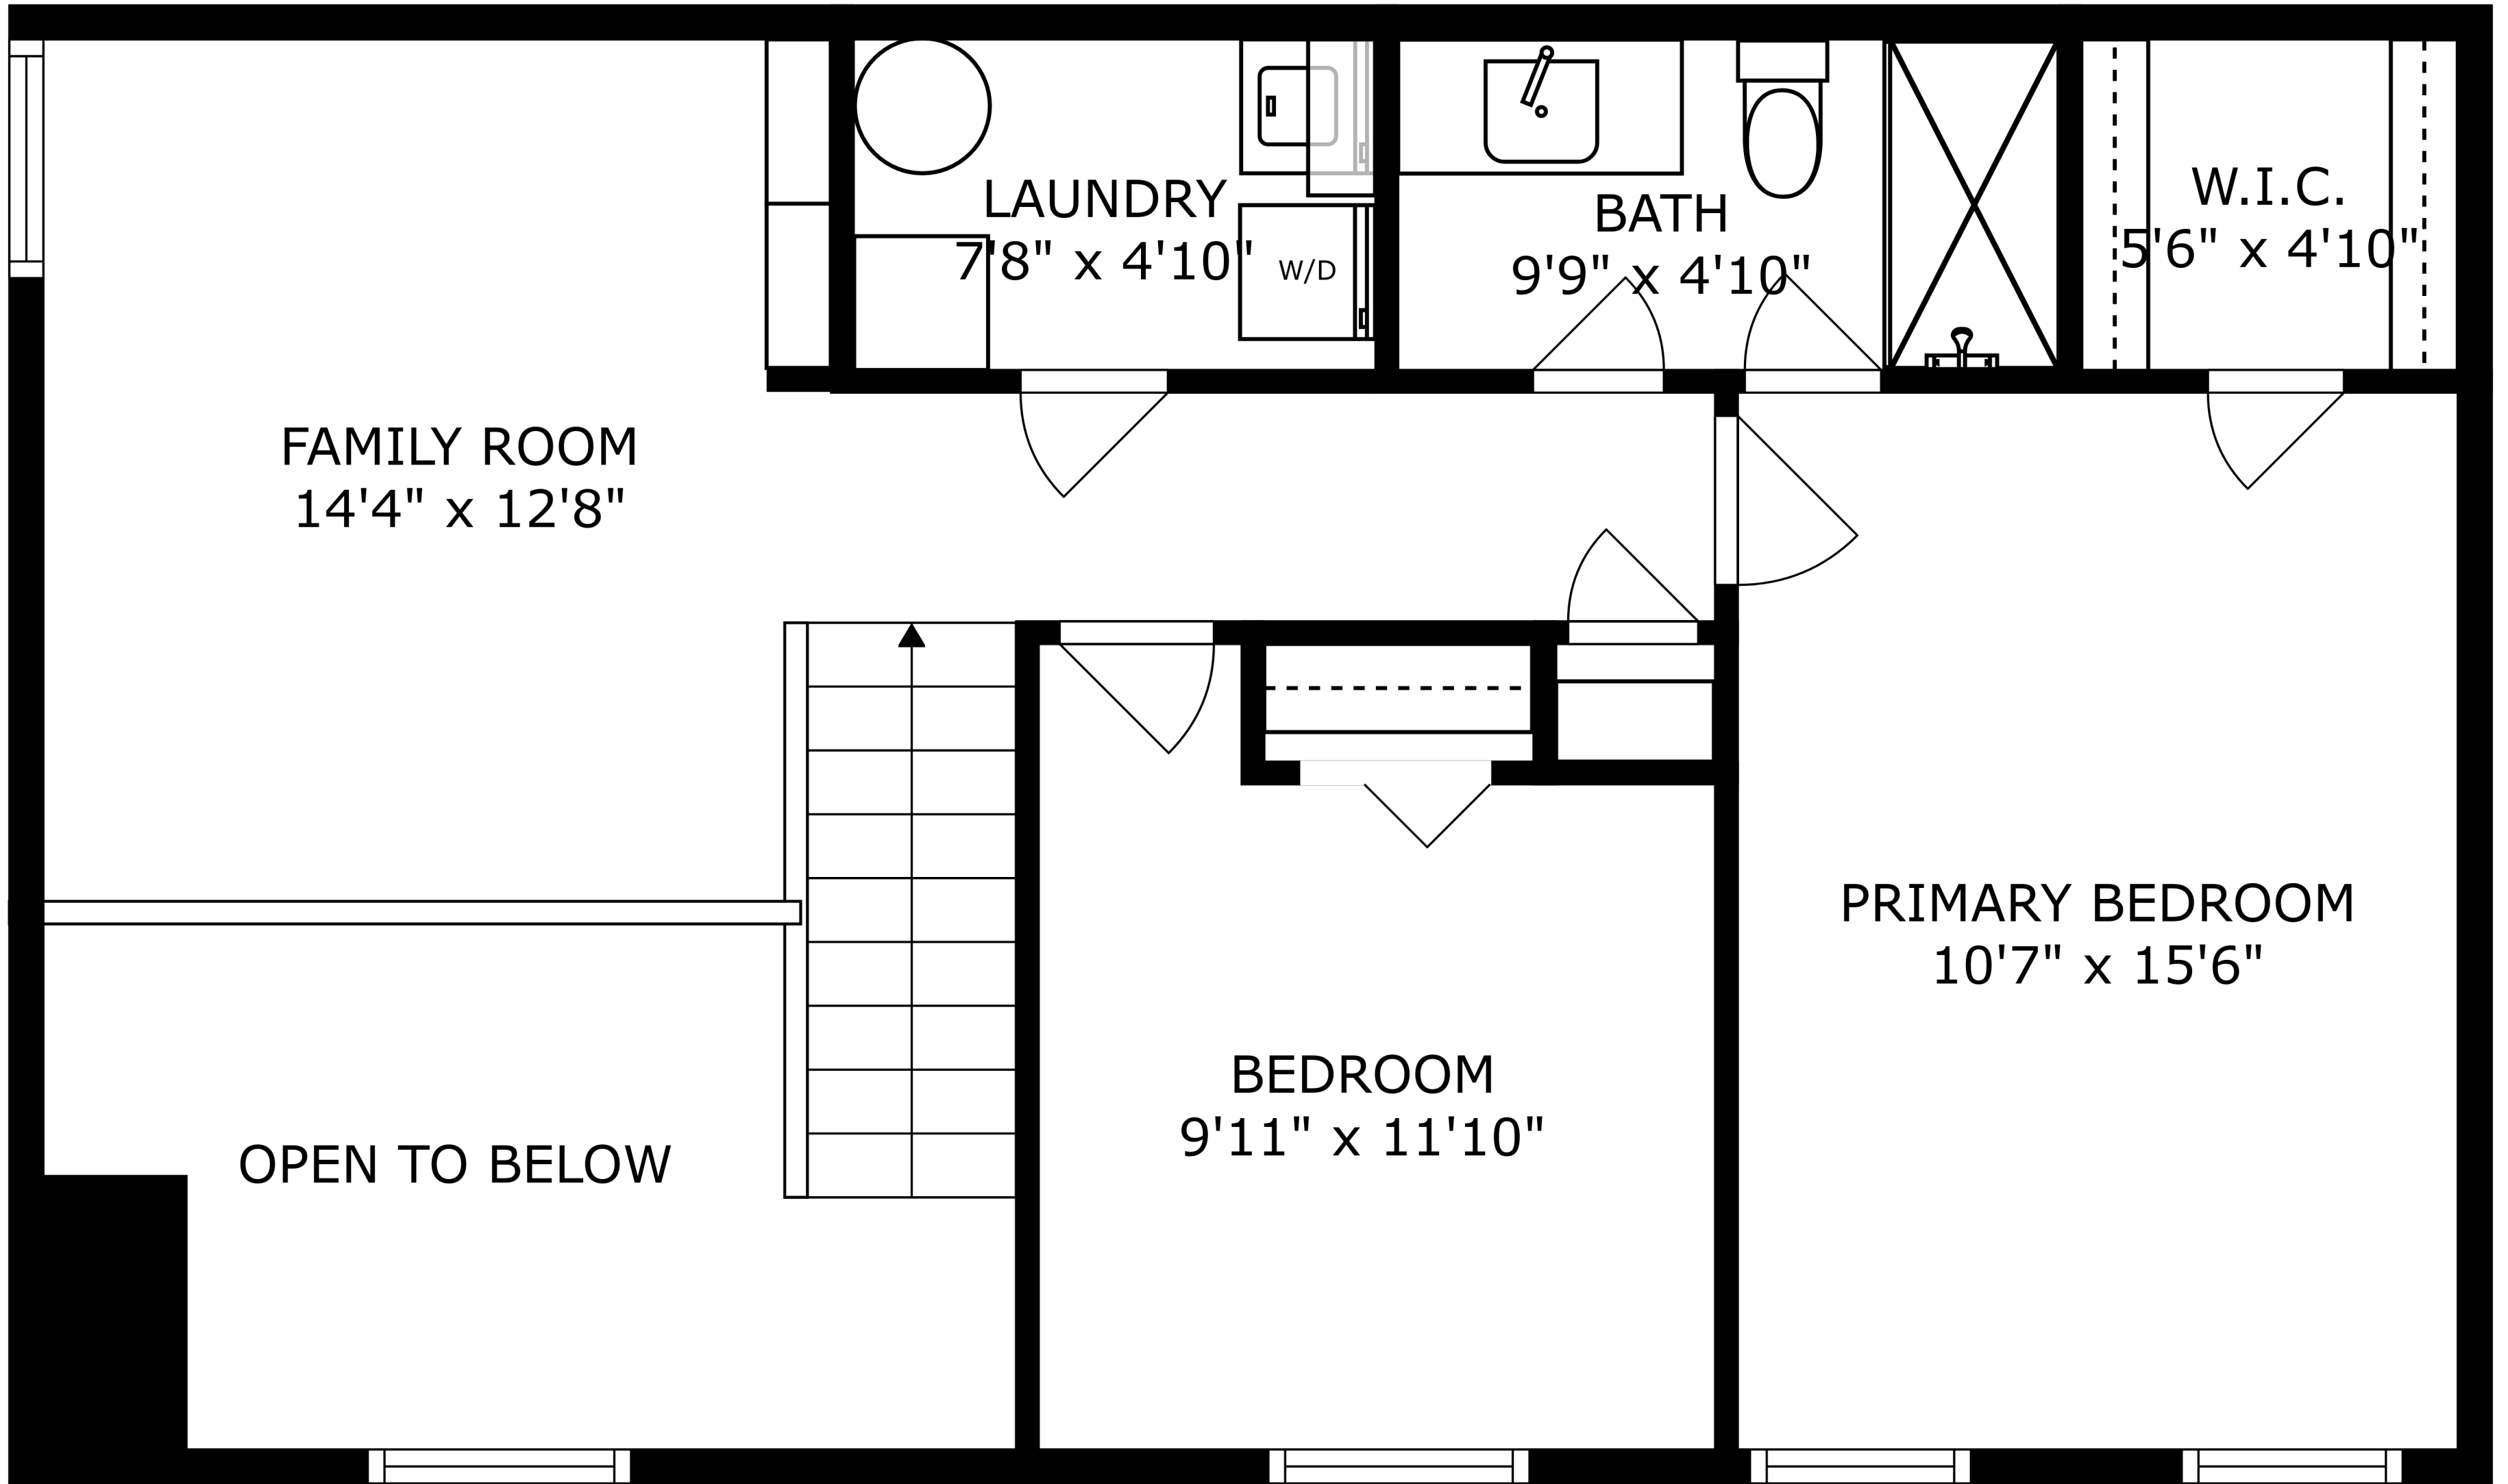 LAUNDRY
7'8" x 4'10"
W/D
BATH
9'9" x 4'10"
W.I.C.
5'6" x 4'10"
FAMILY ROOM
14'4" x 12'8"
PRIMARY BEDROOM
10'7" x 15'6"
BEDROOM
9'11" x 11'10"
OPEN TO BELOW